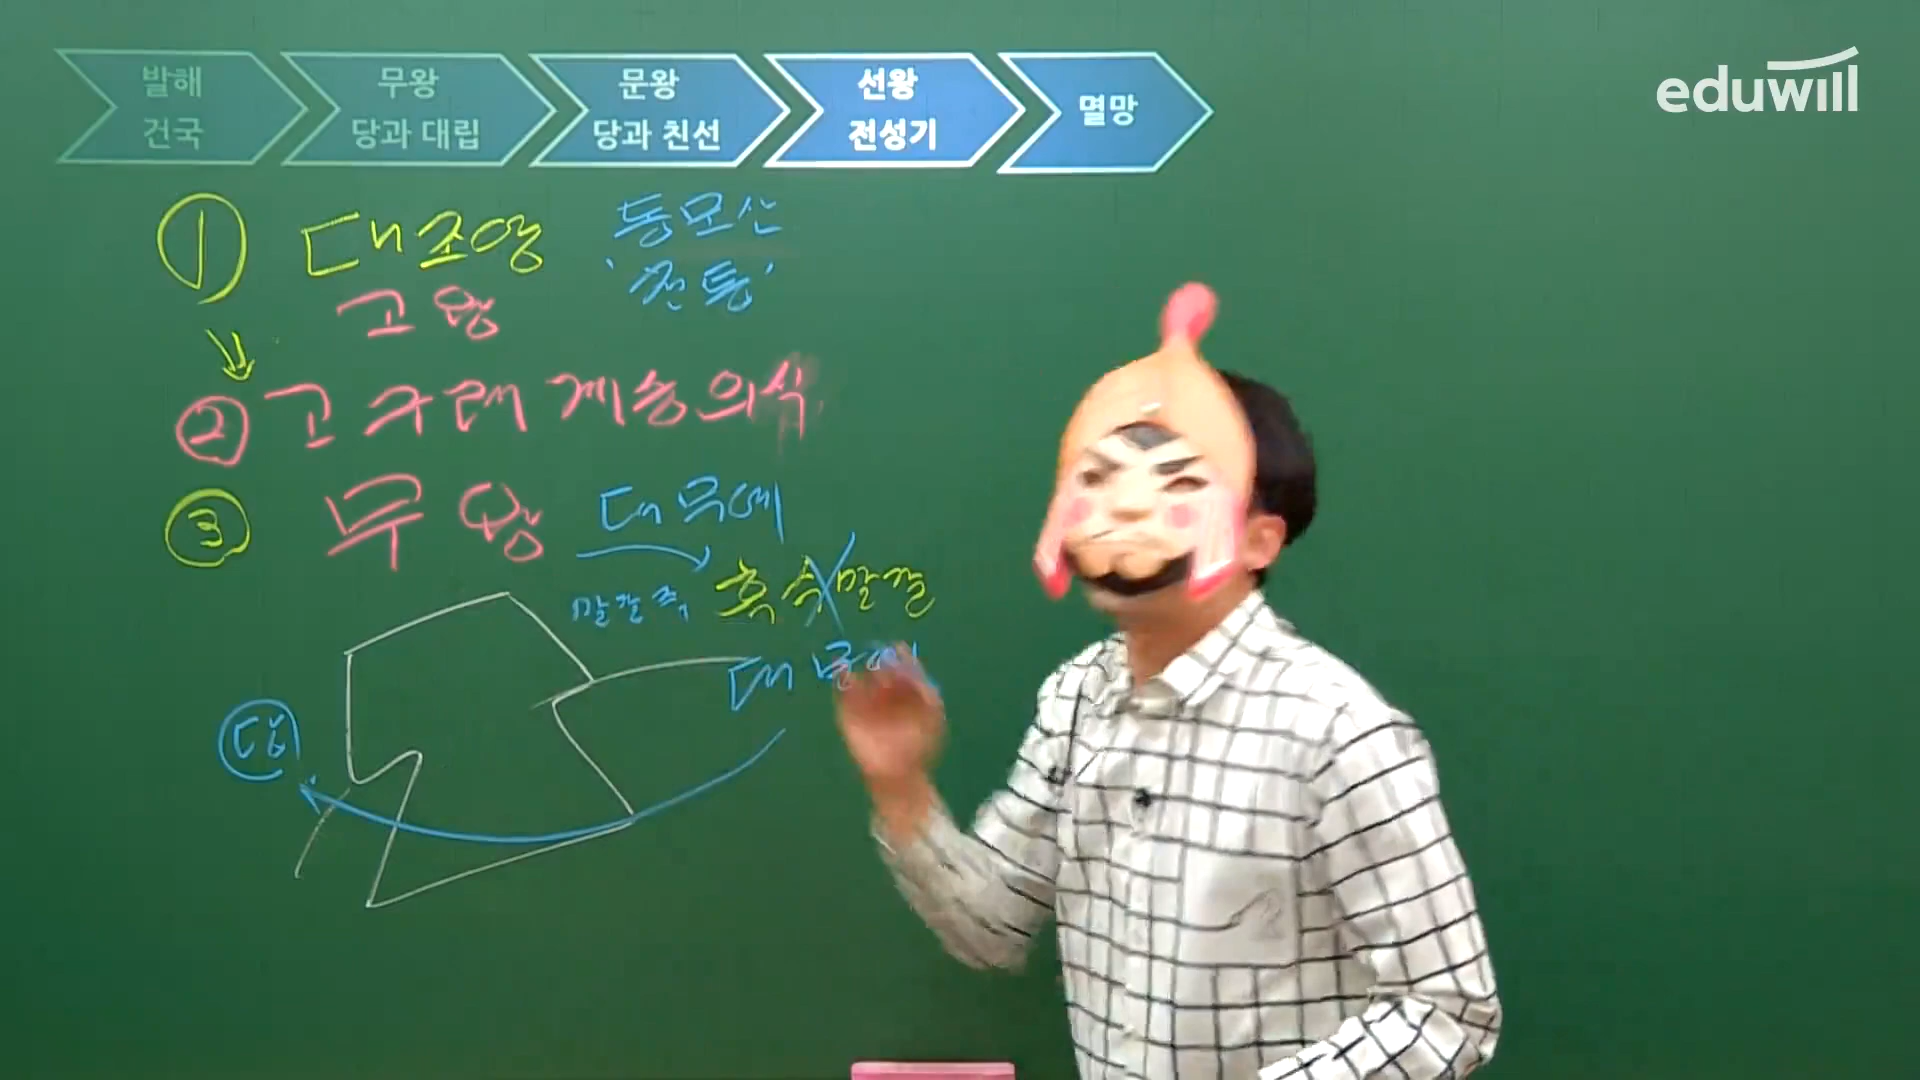 발해
건국
무왕
당과 대립
문왕
당과 친선
선왕
전성기
멸망
eduwill
① 대조영 동모산
고왕 '천통'
② 고구려 계승의식
③ 무왕 대무예
말갈족 흑수말갈
대문예
당